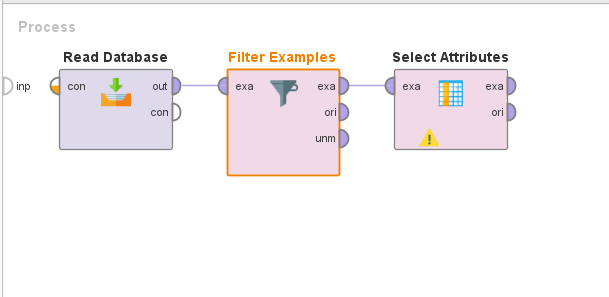 Process
Read Database
Filter Examples
Select Attributes
inp
con
out
con
exa
exa
ori
unm
exa
exa
ori